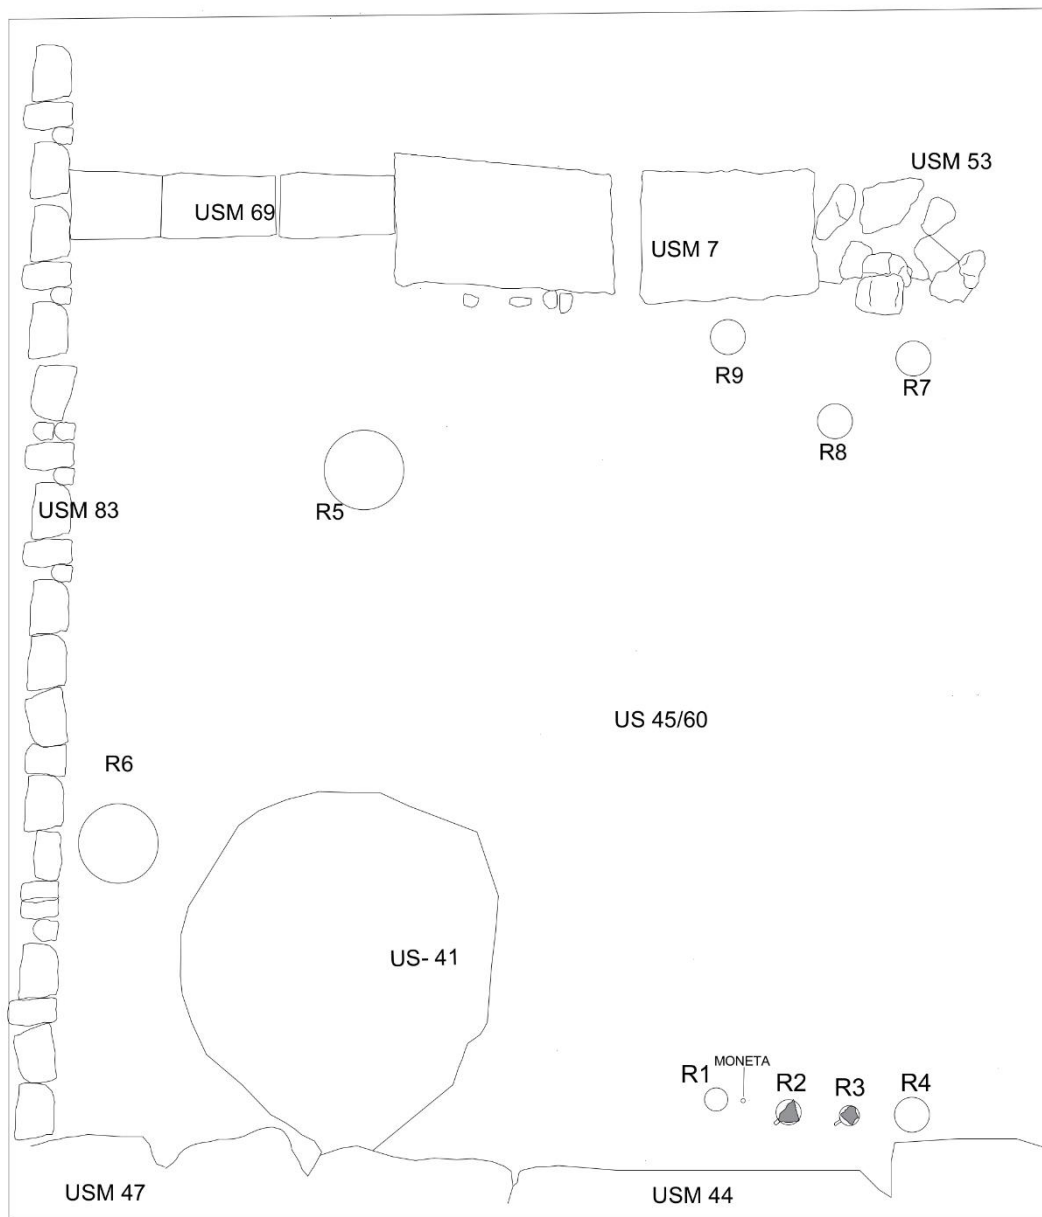 USM 53
USM 69
USM 7
R9
R7
R8
USM 83
R5
US 45/60
R6
US- 41
MONETA
R1
R2
R3
R4
USM 47
USM 44